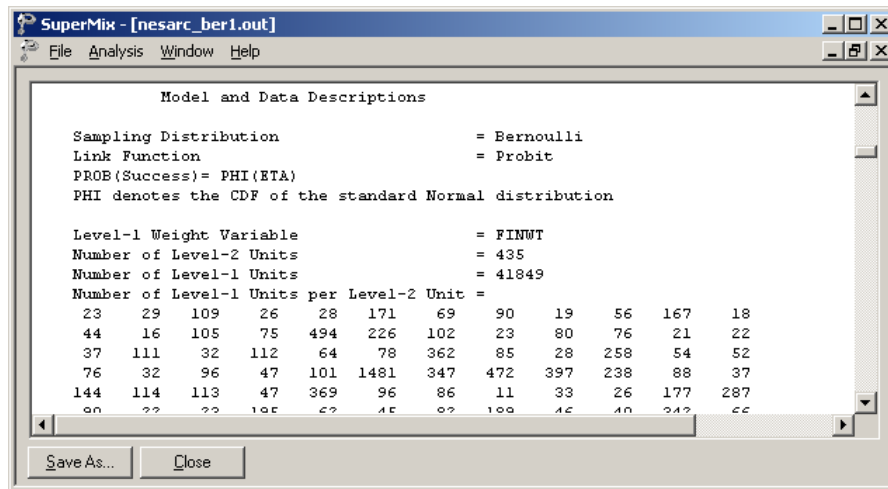 SuperMix - [nesarc_ber1.out]
File Analysis Window Help
Model and Data Descriptions
Sampling Distribution = Bernoulli
Link Function = Probit
PROB(Success)= PHI(ETA)
PHI denotes the CDF of the standard Normal distribution
Level-1 Weight Variable = FINWT
Number of Level-2 Units = 435
Number of Level-1 Units = 41849
Number of Level-1 Units per Level-2 Unit =
23 29 109 26 28 171 69 90 19 56 167 18
44 16 105 75 494 226 102 23 80 76 21 22
37 111 32 112 64 78 362 85 28 258 54 52
76 32 96 47 101 1481 347 472 397 238 88 37
144 114 113 47 369 96 86 11 33 26 177 287
Save As... Close